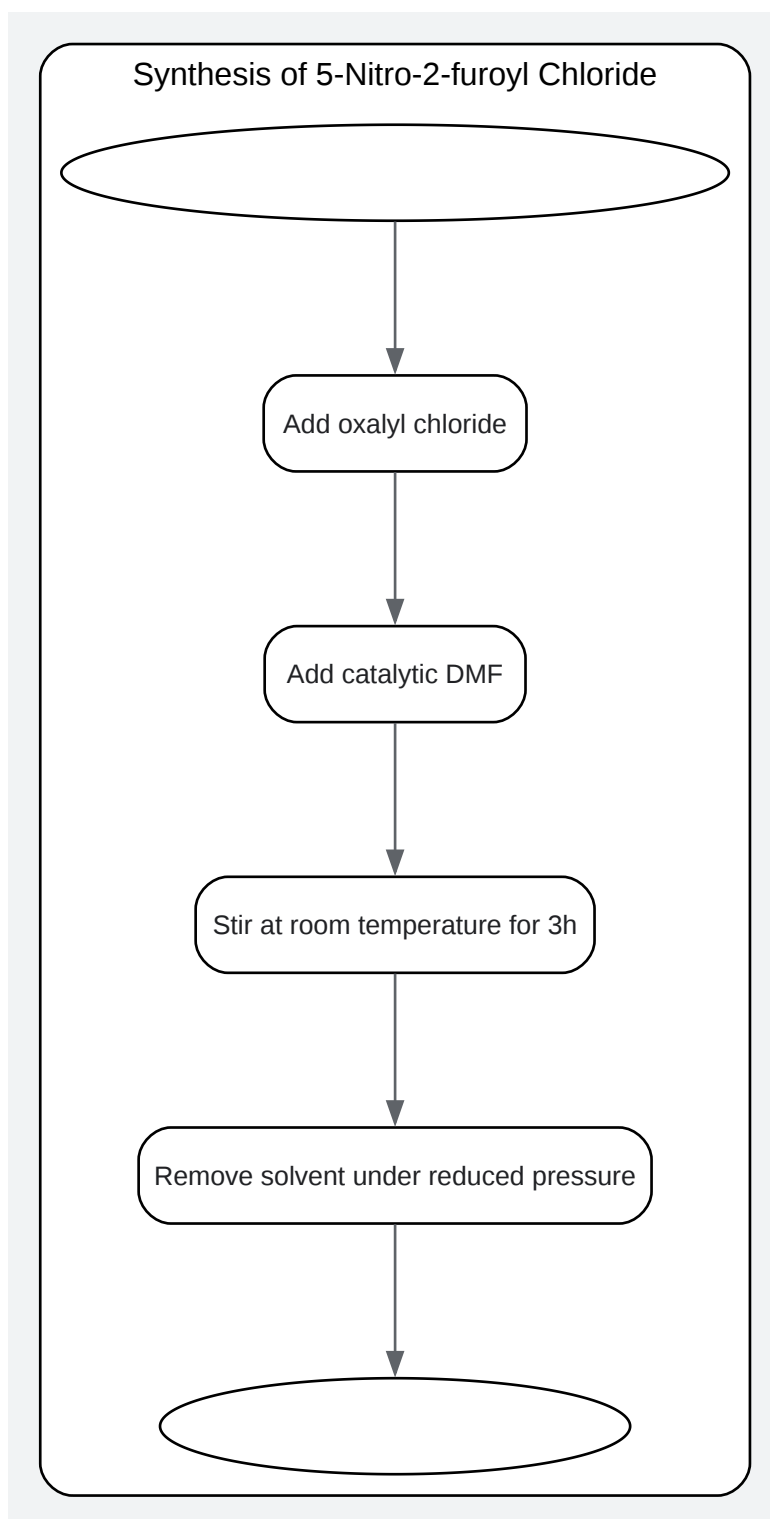 Synthesis of 5-Nitro-2-furoyl Chloride
Add oxalyl chloride
Add catalytic DMF
Stir at room temperature for 3h
Remove solvent under reduced pressure